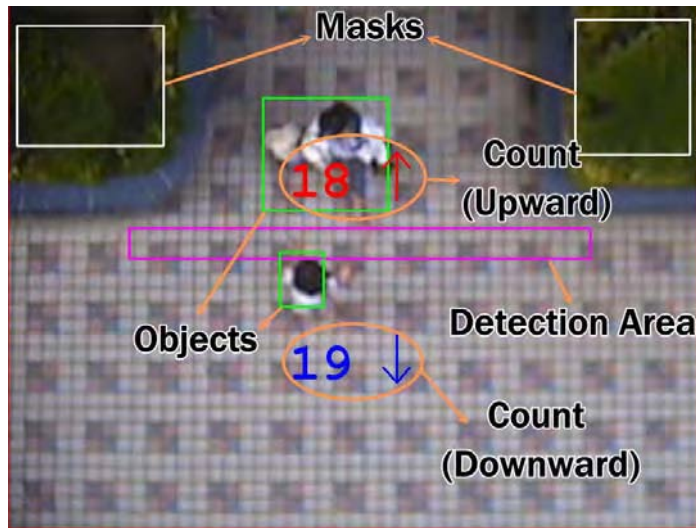 Masks
18 ↑
Count
(Upward)
Detection Area
Objects
19 ↓
Count
(Downward)